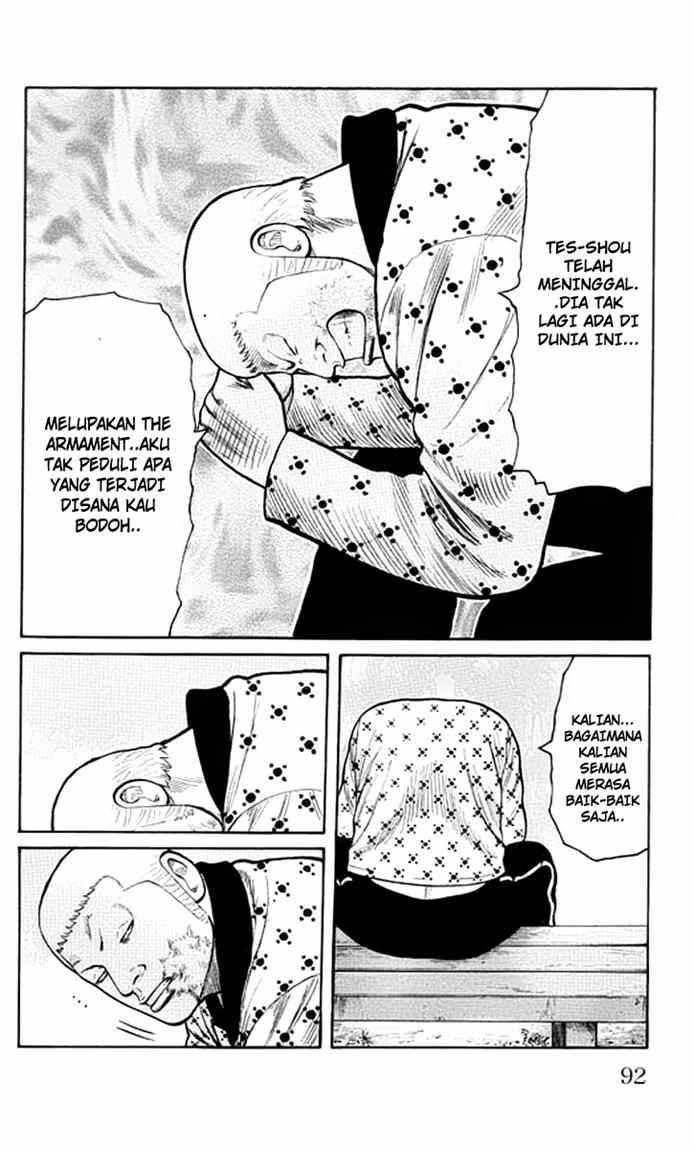 TES-SHOU
TELAH
MENINGGAL.
.DIA TAK
LAGI ADA DI
DUNIA INI...
MELUPAKAN THE
ARMAMENT..AKU
TAK PEDULI APA
YANG TERJADI
DISANA KAU
BODOH..
KALIAN...
BAGAIMANA
KALIAN
SEMUA
MERASA
BAIK-BAIK
SAJA..
92